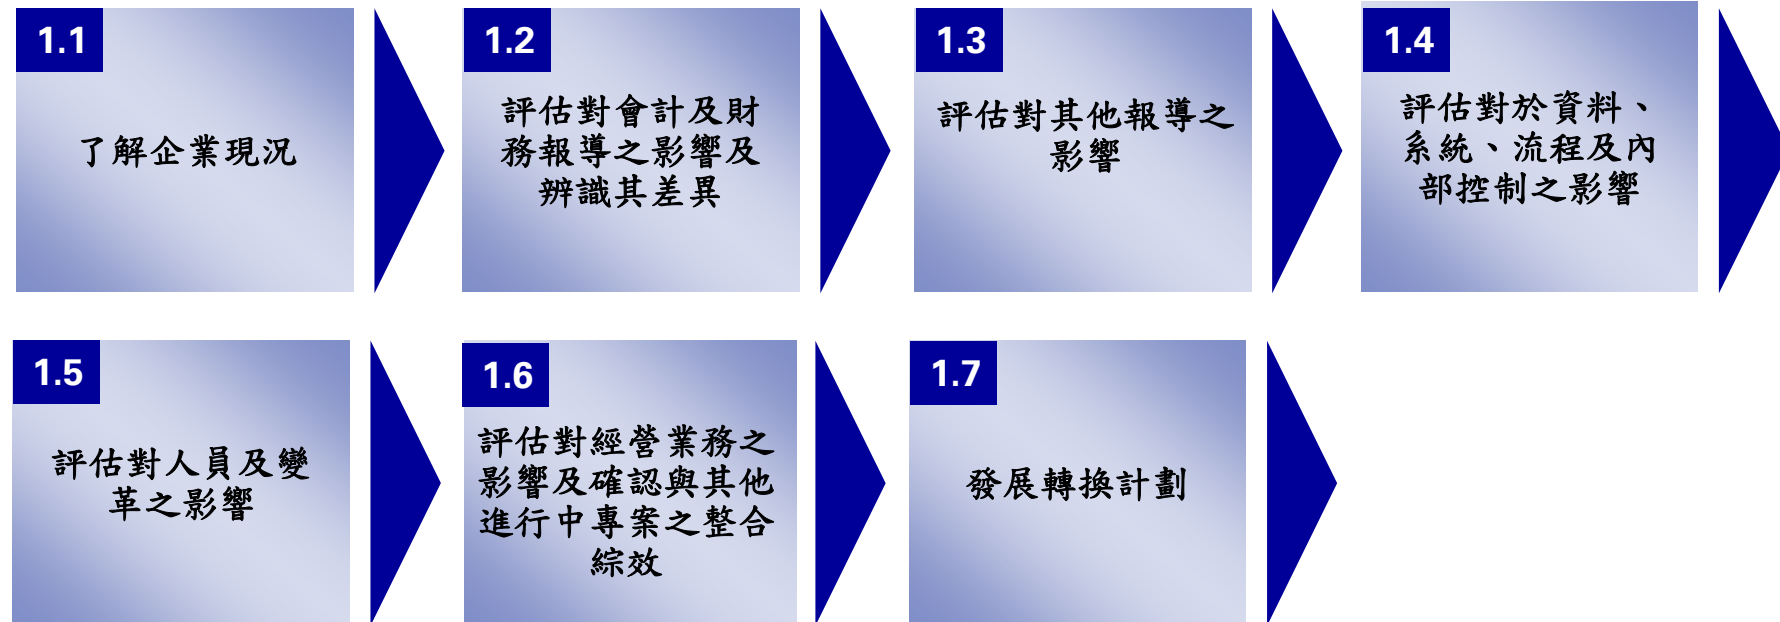 1.1
了解企業現況
1.2
評估對會計及財
務報導之影響及
辨識其差異
1.3
評估對其他報導之
影響
1.4
評估對於資料、
系統、流程及內
部控制之影響
1.5
評估對人員及變
革之影響
1.6
評估對經營業務之
影響及確認與其他
進行中專案之整合
綜效
1.7
發展轉換計劃